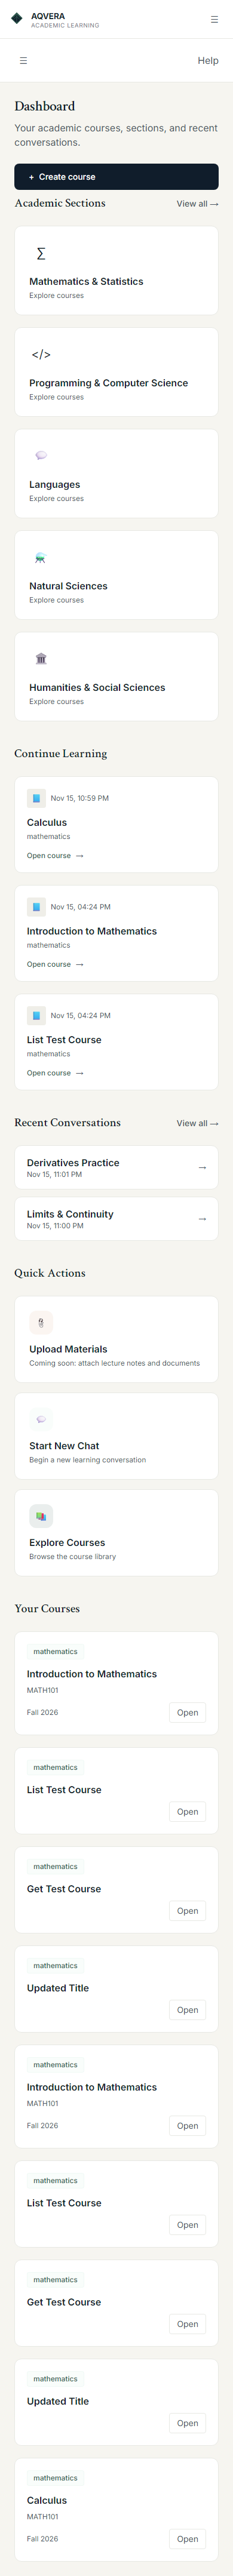 AQVERA
ACADEMIC LEARNING
Help
Dashboard
Your academic courses, sections, and recent
conversations.
+ Create course
Academic Sections
View all →
∑
Mathematics & Statistics
Explore courses
</>
Programming & Computer Science
Explore courses
Languages
Explore courses
Natural Sciences
Explore courses
Humanities & Social Sciences
Explore courses
Continue Learning
Nov 15, 10:59 PM
Calculus
mathematics
Open course →
Nov 15, 04:24 PM
Introduction to Mathematics
mathematics
Open course →
Nov 15, 04:24 PM
List Test Course
mathematics
Open course →
Recent Conversations
View all →
Derivatives Practice
Nov 15, 11:01 PM
→
Limits & Continuity
Nov 15, 11:00 PM
→
Quick Actions
Upload Materials
Coming soon: attach lecture notes and documents
Start New Chat
Begin a new learning conversation
Explore Courses
Browse the course library
Your Courses
mathematics
Introduction to Mathematics
MATH101
Fall 2026
Open
mathematics
List Test Course
Open
mathematics
Get Test Course
Open
mathematics
Updated Title
Open
mathematics
Introduction to Mathematics
MATH101
Fall 2026
Open
mathematics
List Test Course
Open
mathematics
Get Test Course
Open
mathematics
Updated Title
Open
mathematics
Calculus
MATH101
Fall 2026
Open